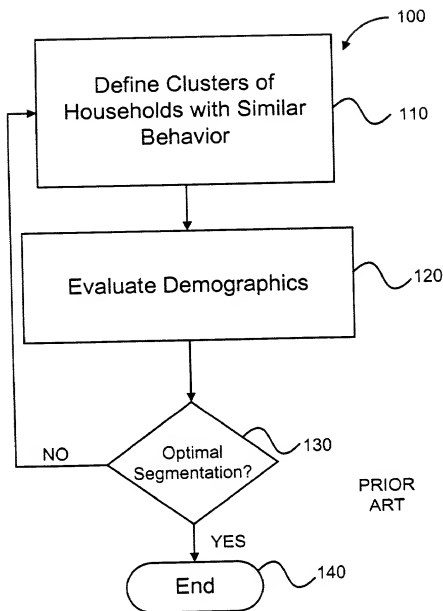 100
Define Clusters of
Households with Similar
Behavior
110
Evaluate Demographics
120
Optimal
Segmentation?
130
NO
PRIOR
ART
YES
End
140